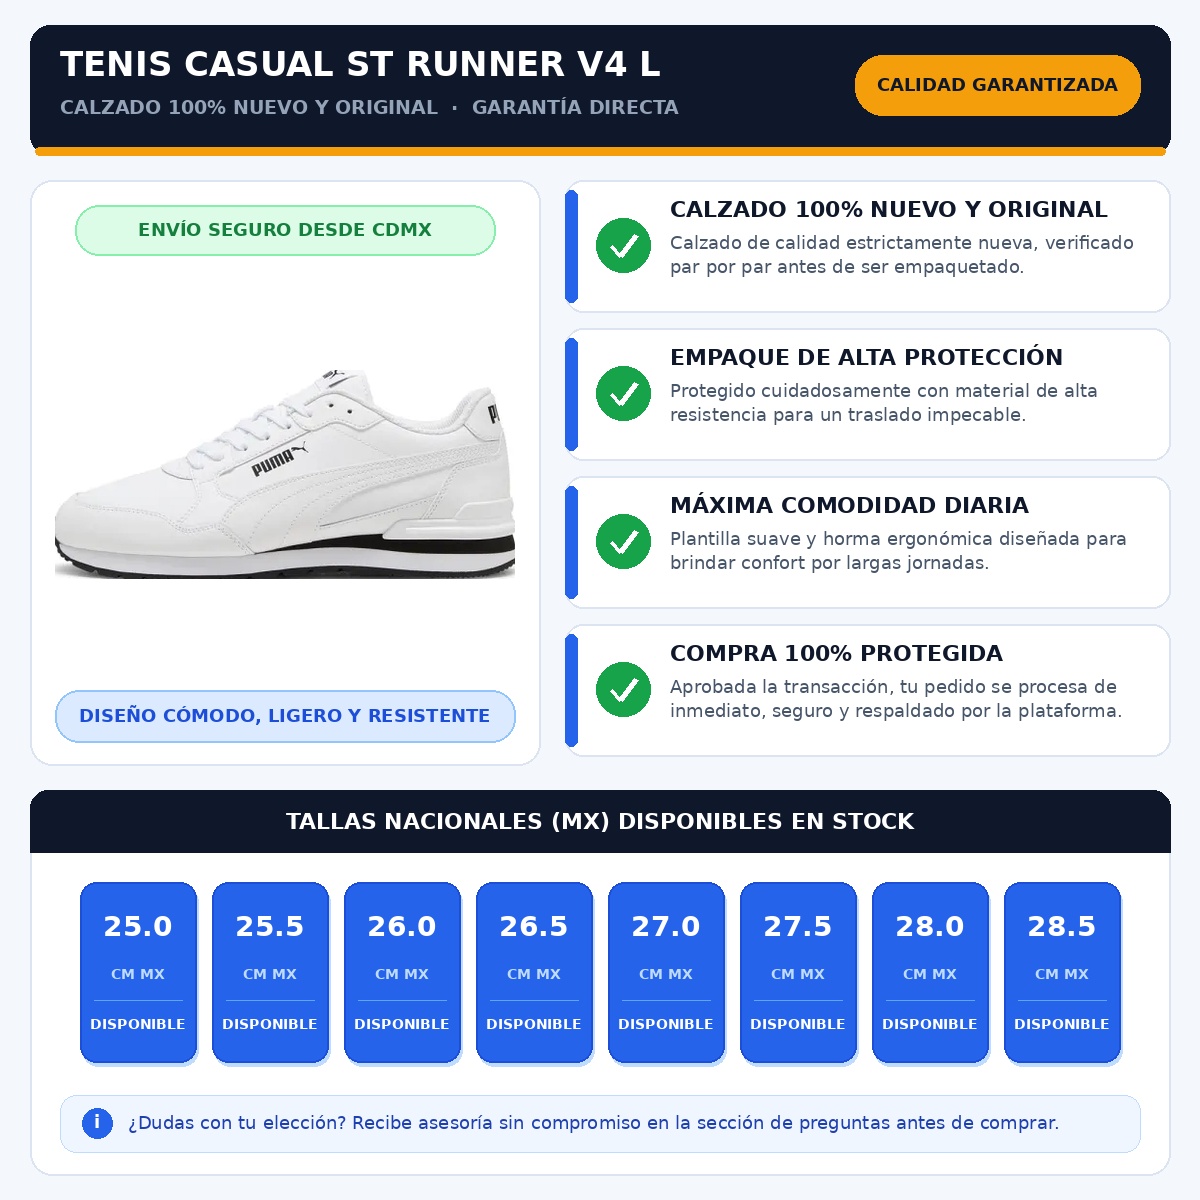 TENIS CASUAL ST RUNNER V4 L
CALZADO 100% NUEVO Y ORIGINAL · GARANTÍA DIRECTA
CALIDAD GARANTIZADA
ENVÍO SEGURO DESDE CDMX
PUMA
DISEÑO CÓMODO, LIGERO Y RESISTENTE
CALZADO 100% NUEVO Y ORIGINAL
Calzado de calidad estrictamente nueva, verificado
par por par antes de ser empaquetado.
EMPAQUE DE ALTA PROTECCIÓN
Protegido cuidadosamente con material de alta
resistencia para un traslado impecable.
MÁXIMA COMODIDAD DIARIA
Plantilla suave y horma ergonómica diseñada para
brindar confort por largas jornadas.
COMPRA 100% PROTEGIDA
Aprobada la transacción, tu pedido se procesa de
inmediato, seguro y respaldado por la plataforma.
TALLAS NACIONALES (MX) DISPONIBLES EN STOCK
25.0 25.5 26.0 26.5 27.0 27.5 28.0 28.5
CM MX CM MX CM MX CM MX CM MX CM MX CM MX CM MX
DISPONIBLE DISPONIBLE DISPONIBLE DISPONIBLE DISPONIBLE DISPONIBLE DISPONIBLE DISPONIBLE
i ¿Dudas con tu elección? Recibe asesoría sin compromiso en la sección de preguntas antes de comprar.